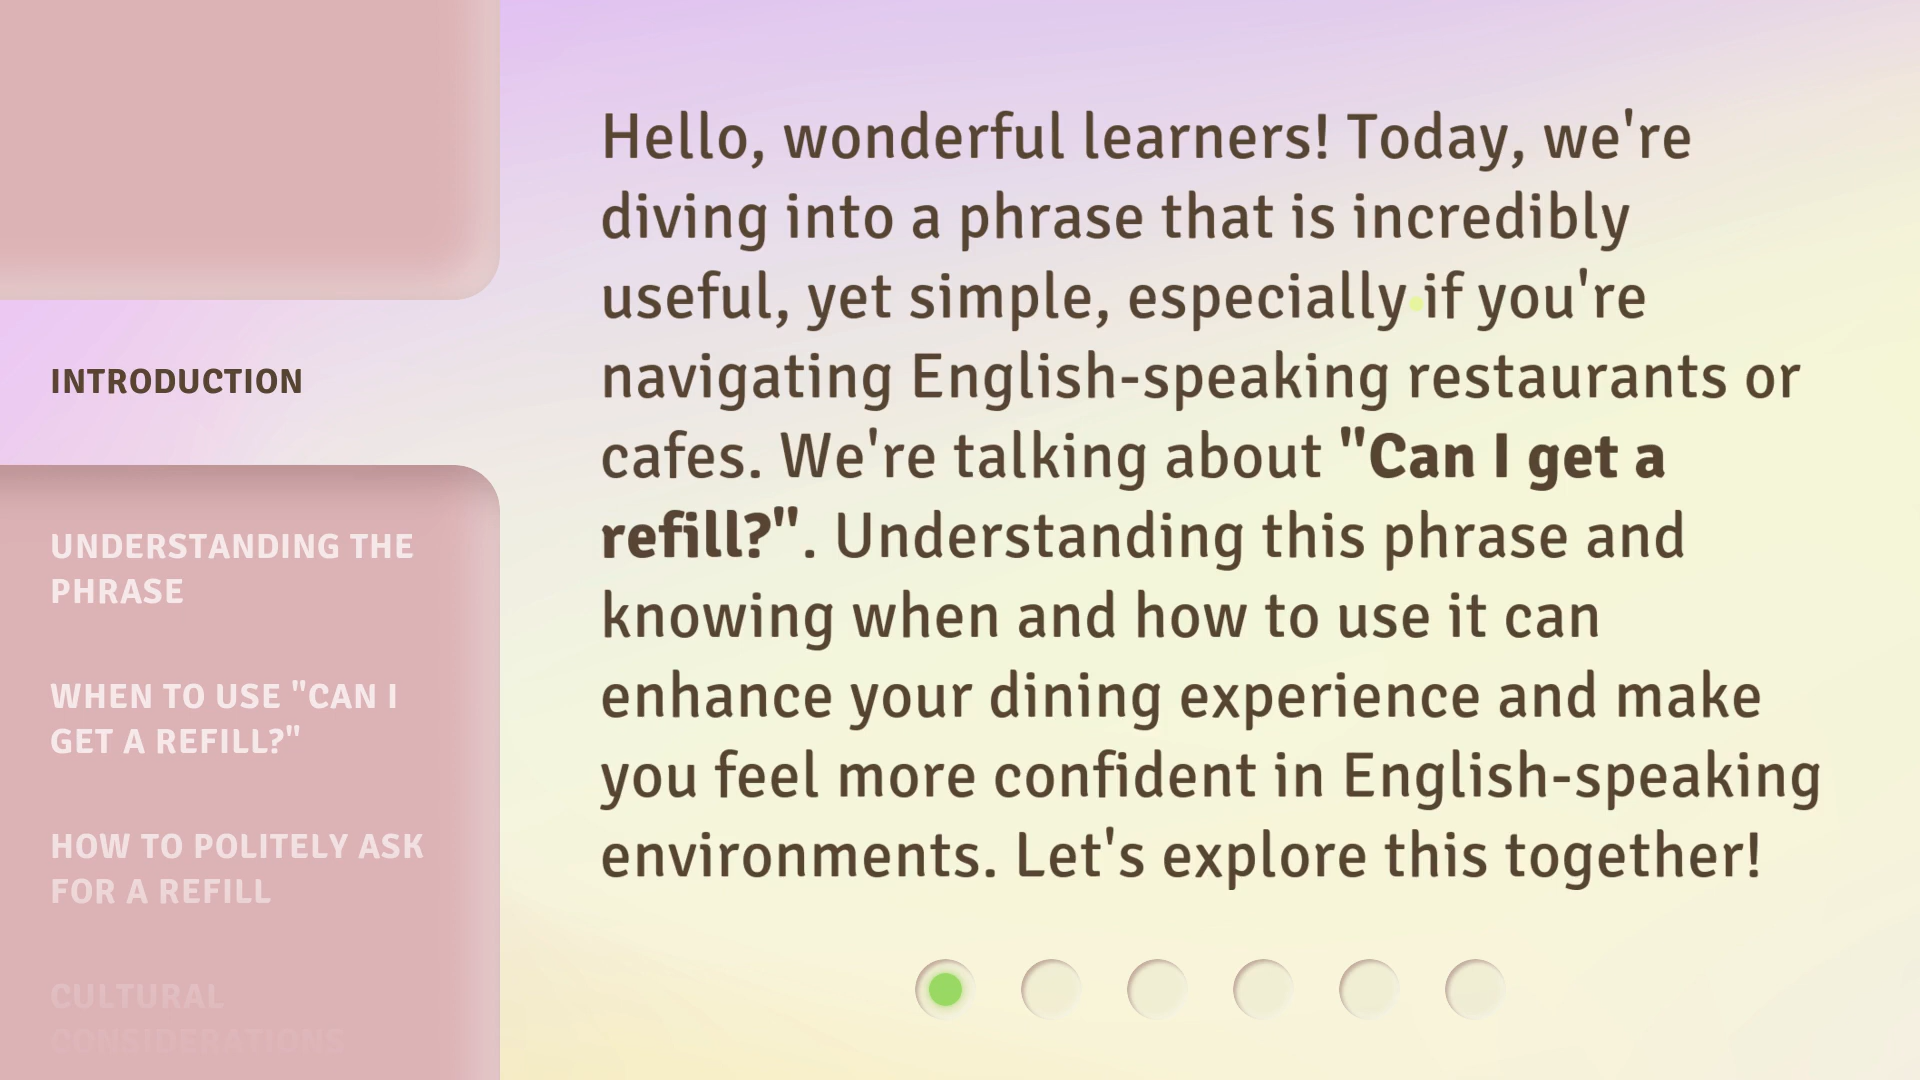 INTRODUCTION
UNDERSTANDING THE
PHRASE
WHEN TO USE "CAN I
GET A REFILL?"
HOW TO POLITELY ASK
FOR A REFILL
CULTURAL
CONSIDERATIONS
Hello, wonderful learners! Today, we're
diving into a phrase that is incredibly
useful, yet simple, especially if you're
navigating English-speaking restaurants or
cafes. We're talking about "Can I get a
refill?". Understanding this phrase and
knowing when and how to use it can
enhance your dining experience and make
you feel more confident in English-speaking
environments. Let's explore this together!